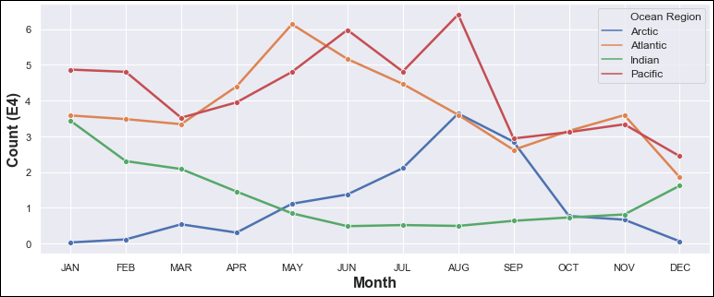 Ocean Region
Arctic
Atlantic
Indian
Pacific
Count (E4)
6
5
4
3
2
1
0
JAN FEB MAR APR MAY JUN JUL AUG SEP OCT NOV DEC
Month